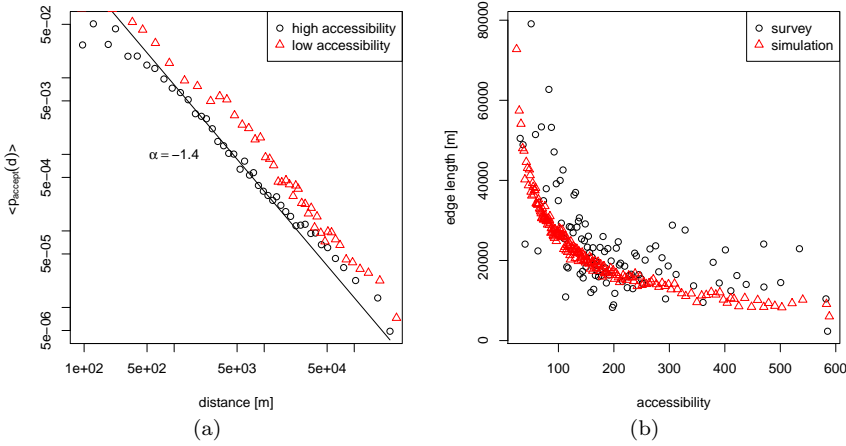 <p_accept(d)>
5e-06 5e-05 5e-04 5e-03 5e-02
high accessibility
low accessibility
α = −1.4
1e+02 5e+02 5e+03 5e+04
distance [m]
(a)
edge length [m]
0 20000 40000 60000 80000
survey
simulation
100 200 300 400 500 600
accessibility
(b)